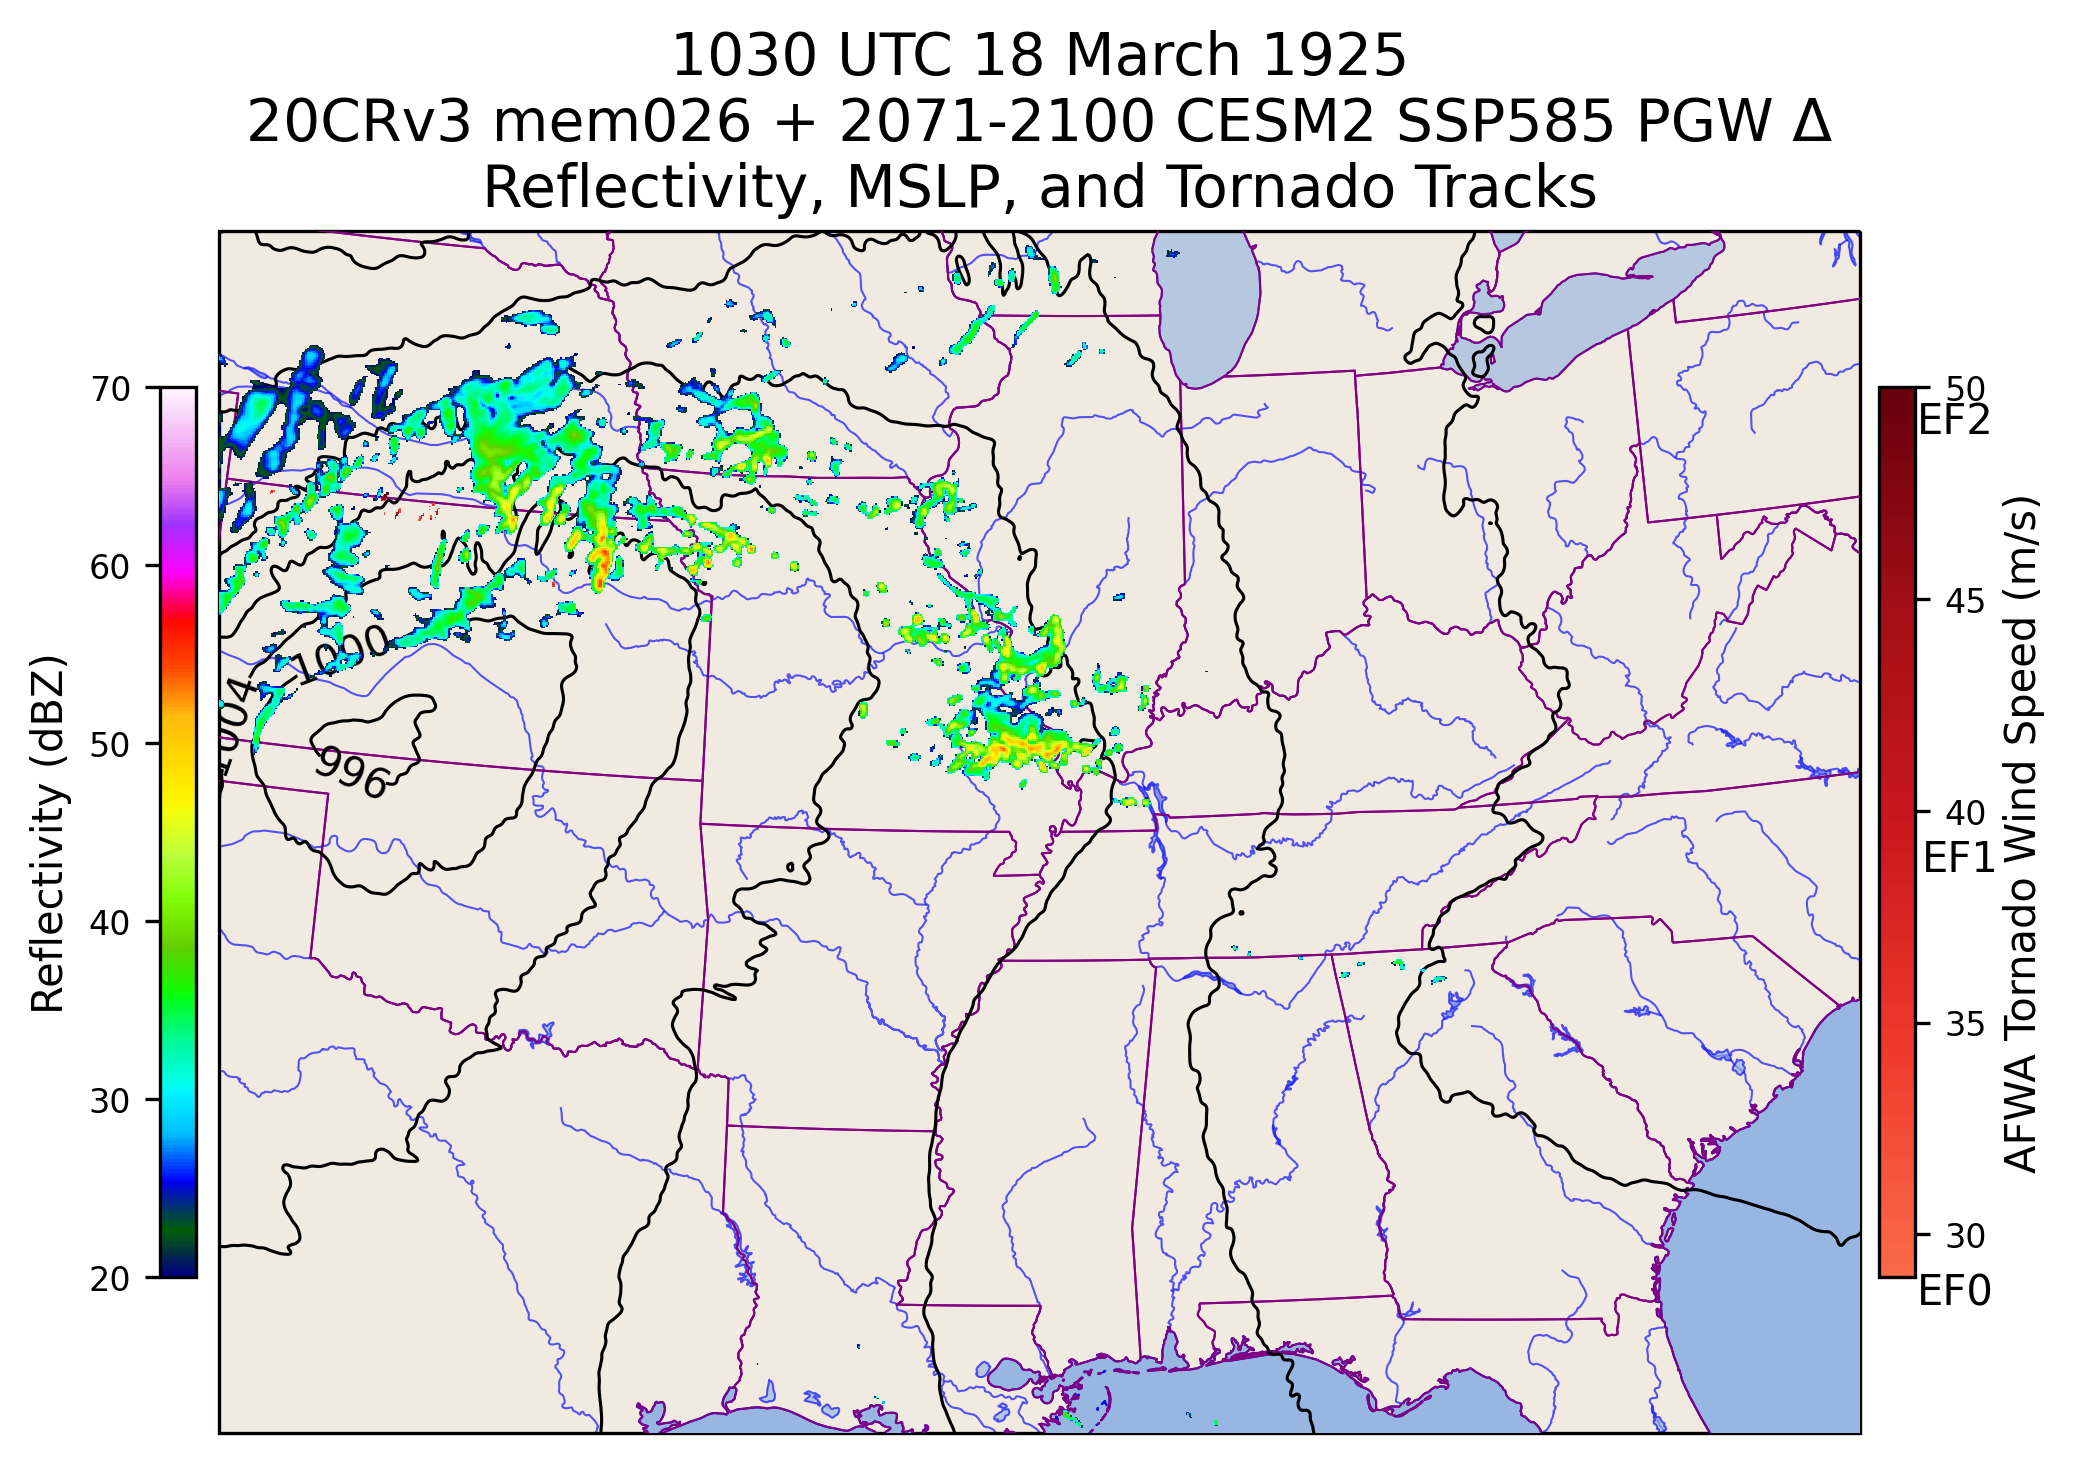 1030 UTC 18 March 1925
20CRv3 mem026 + 2071-2100 CESM2 SSP585 PGW Δ
Reflectivity, MSLP, and Tornado Tracks
Reflectivity (dBZ)
70
60
50
40
30
20
1004
1000
996
50
EF2
45
40
EF1
35
30
EF0
AFWA Tornado Wind Speed (m/s)